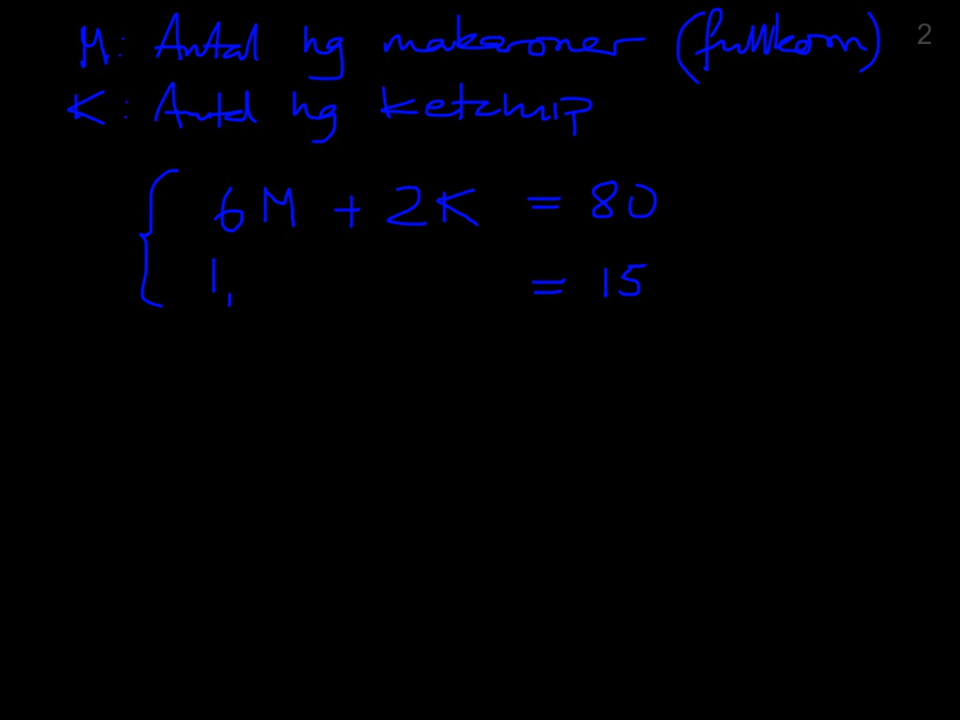 M: Antal hg makaroner (fullkorn) 2
K: Antal hg ketchup
6M + 2K = 80
1, = 15